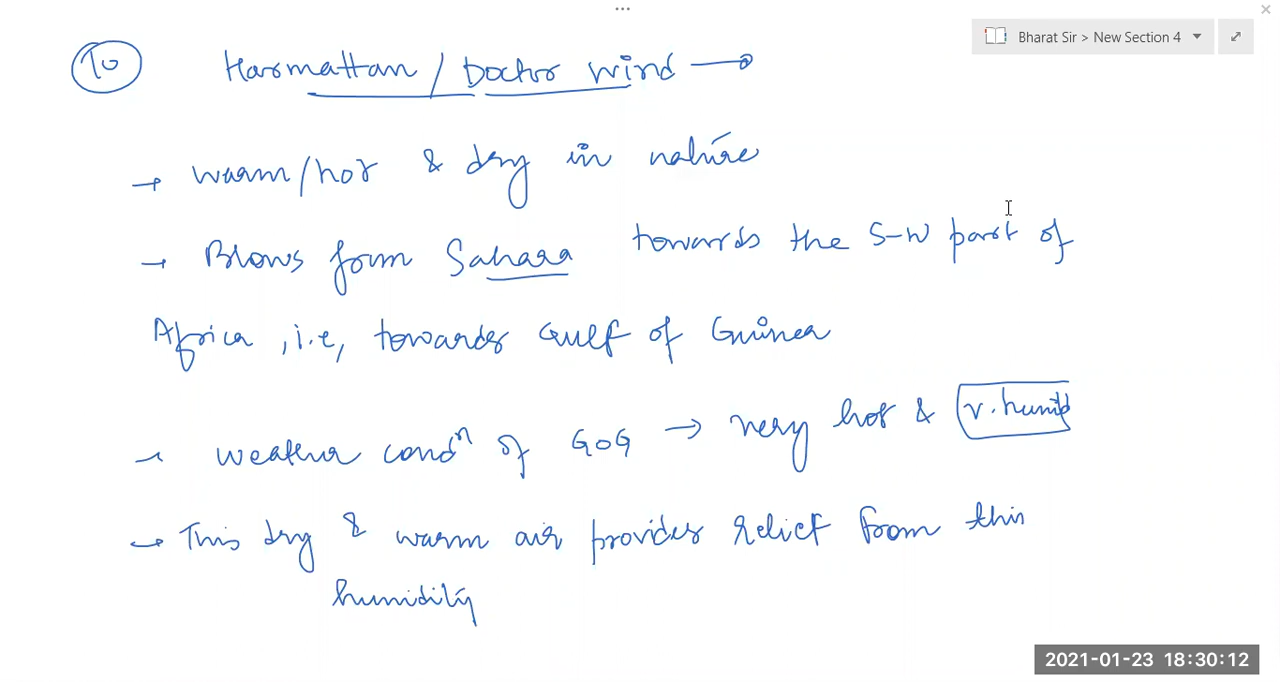 Bharat Sir > New Section 4
10 Harmattan / Doctor wind →
→ warm/hot & dry in nature
→ Blows from Sahara towards the S-W part of
Africa, i.e, towards Gulf of Guinea
→ weather condⁿ of GOG → very hot & v. humid
→ This dry & warm air provides relief from this
humidity
2021-01-23 18:30:12